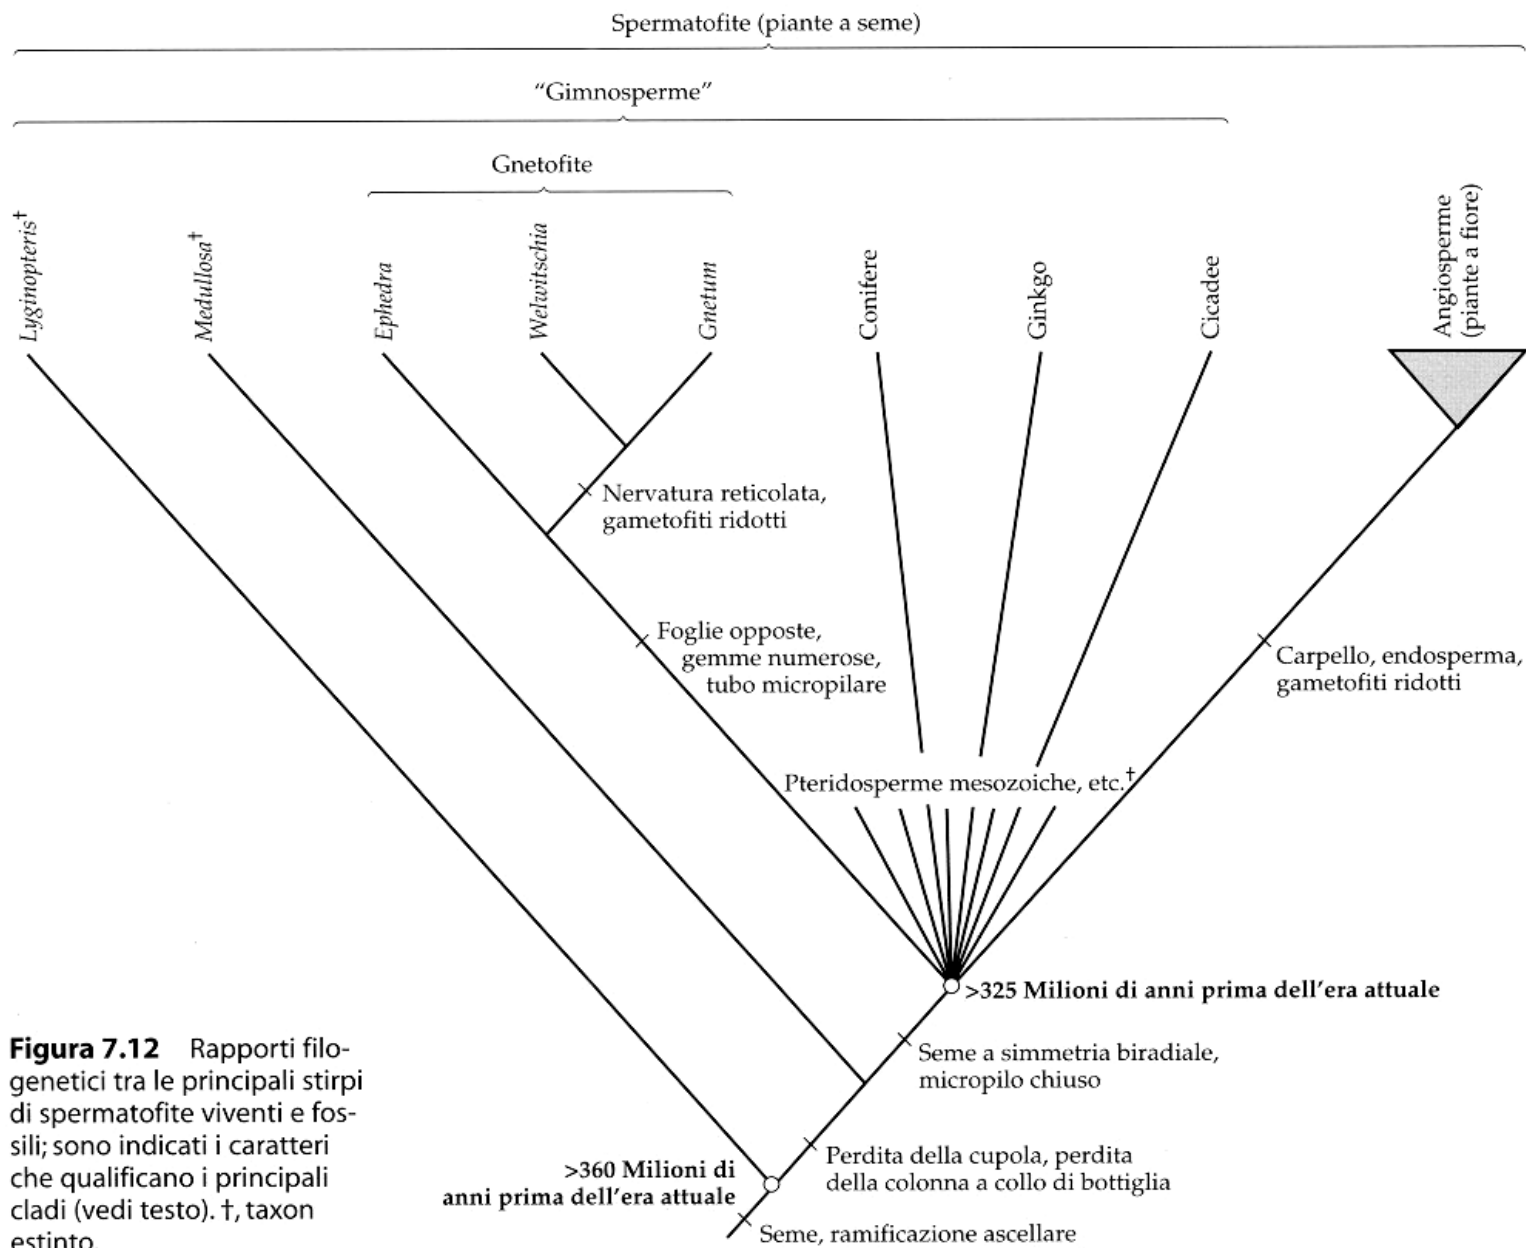 Spermatofite (piante a seme)
“Gimnosperme”
Gnetofite
Lyginopteris†
Medullosa†
Ephedra
Welwitschia
Gnetum
Conifere
Ginkgo
Cicadee
Angiosperme
(piante a fiore)
Nervatura reticolata,
gametofiti ridotti
Foglie opposte,
gemme numerose,
tubo micropilare
Carpello, endosperma,
gametofiti ridotti
Pteridosperme mesozoiche, etc.†
>325 Milioni di anni prima dell’era attuale
Seme a simmetria biradiale,
micropilo chiuso
Perdita della cupola, perdita
della colonna a collo di bottiglia
>360 Milioni di
anni prima dell’era attuale
Seme, ramificazione ascellare
Figura 7.12 Rapporti filo-
genetici tra le principali stirpi
di spermatofite viventi e fos-
sili; sono indicati i caratteri
che qualificano i principali
cladi (vedi testo). †, taxon
estinto.